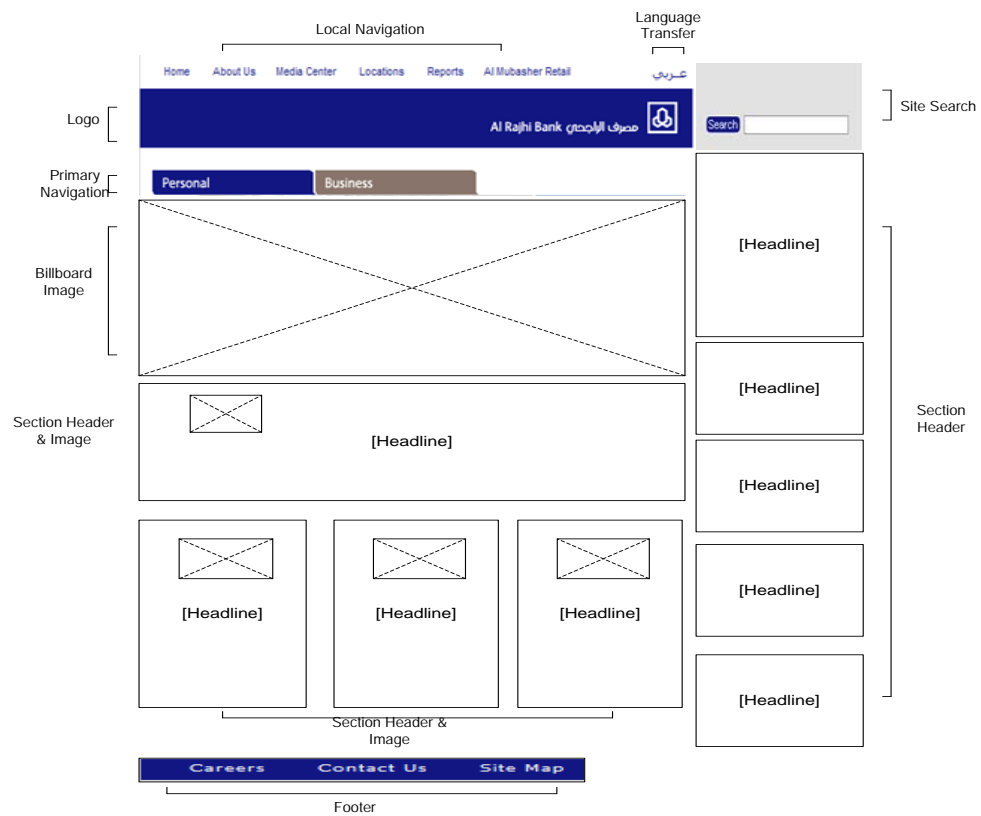 Language
Transfer
Local Navigation
Home About Us Media Center Locations Reports Al Mubasher Retail عـربي
Site Search
Logo
Al Rajhi Bank مصرف الراجحي
Search
Primary
Navigation
Personal Business
[Headline]
Billboard
Image
[Headline]
Section Header
& Image
[Headline]
Section
Header
[Headline]
[Headline]
[Headline] [Headline] [Headline]
[Headline]
Section Header &
Image
Careers Contact Us Site Map
Footer